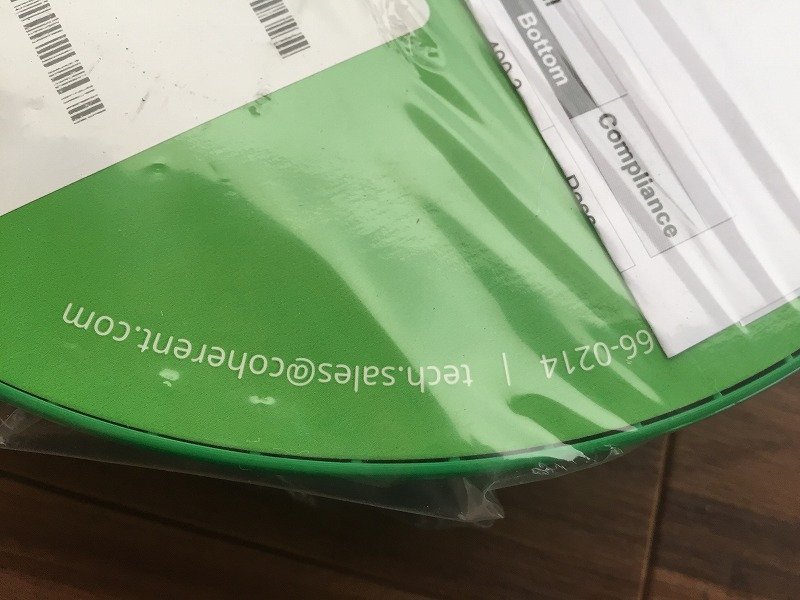 Bottom
Compliance
66-0214 | tech.sales@coherent.com